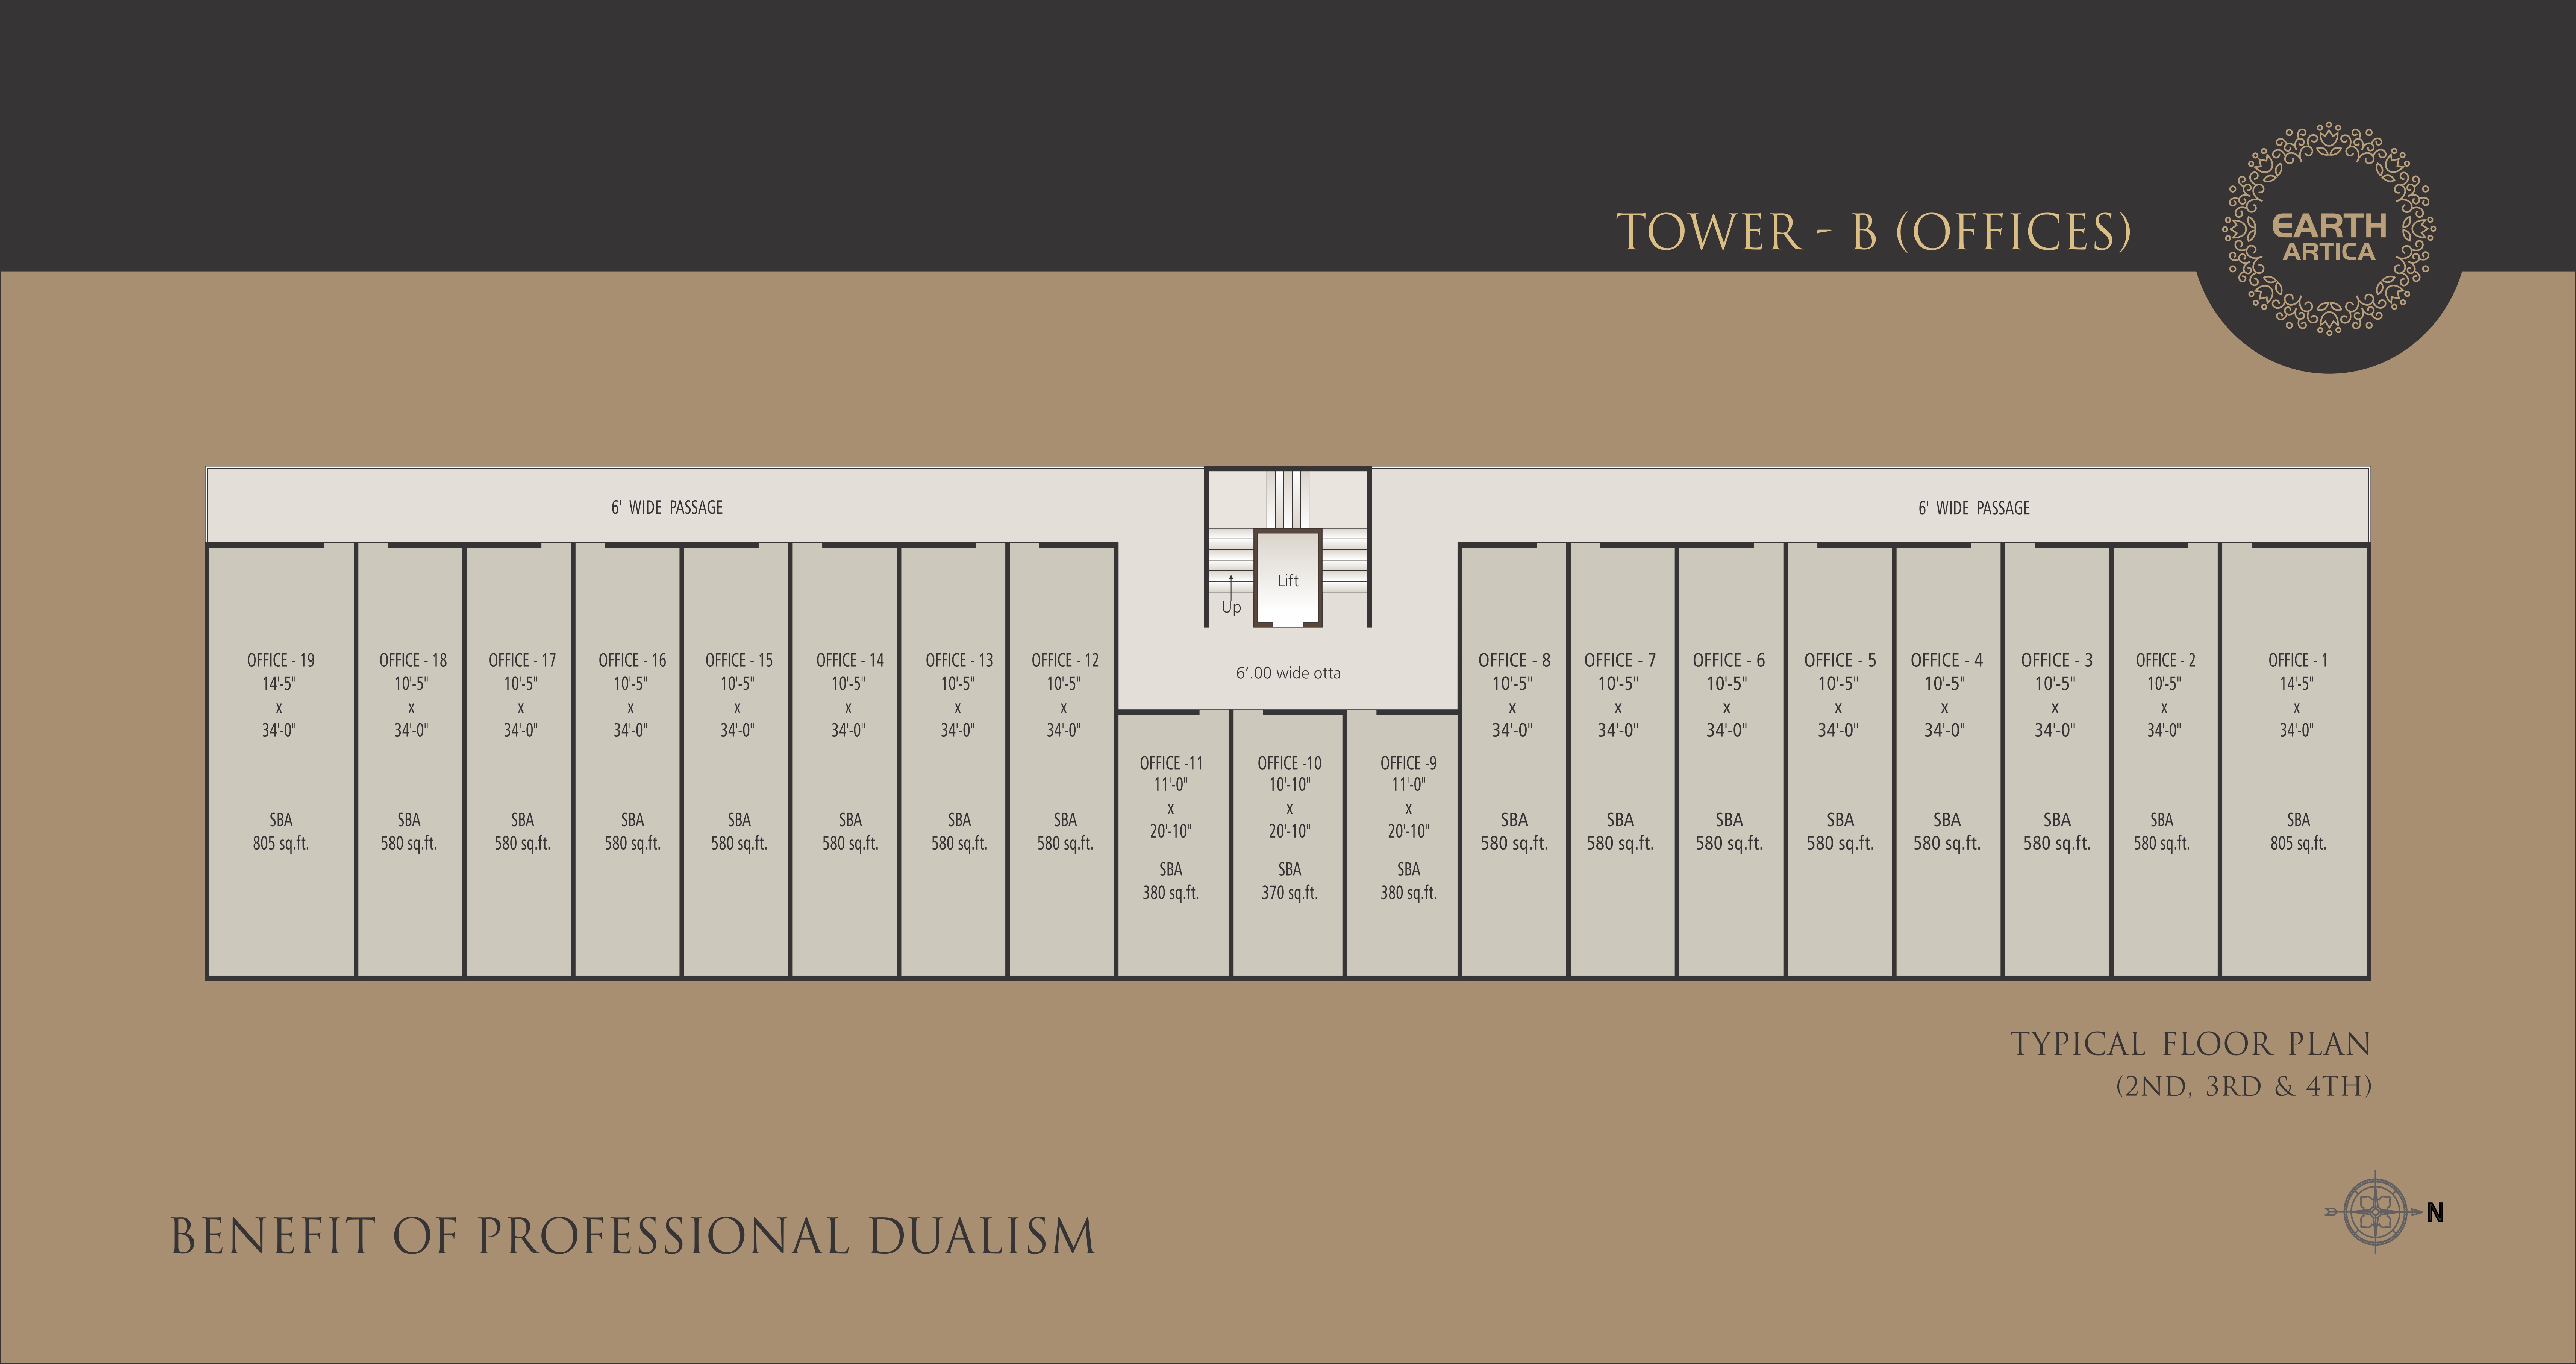 TOWER - B (OFFICES)
EARTH
ARTICA
6' WIDE PASSAGE
6' WIDE PASSAGE
Lift
Up
6'.00 wide otta
OFFICE - 19
14'-5"
x
34'-0"
SBA
805 sq.ft.
OFFICE - 18
10'-5"
x
34'-0"
SBA
580 sq.ft.
OFFICE - 17
10'-5"
x
34'-0"
SBA
580 sq.ft.
OFFICE - 16
10'-5"
x
34'-0"
SBA
580 sq.ft.
OFFICE - 15
10'-5"
x
34'-0"
SBA
580 sq.ft.
OFFICE - 14
10'-5"
x
34'-0"
SBA
580 sq.ft.
OFFICE - 13
10'-5"
x
34'-0"
SBA
580 sq.ft.
OFFICE - 12
10'-5"
x
34'-0"
SBA
580 sq.ft.
OFFICE -11
11'-0"
x
20'-10"
SBA
380 sq.ft.
OFFICE -10
10'-10"
x
20'-10"
SBA
370 sq.ft.
OFFICE -9
11'-0"
x
20'-10"
SBA
380 sq.ft.
OFFICE - 8
10'-5"
x
34'-0"
SBA
580 sq.ft.
OFFICE - 7
10'-5"
x
34'-0"
SBA
580 sq.ft.
OFFICE - 6
10'-5"
x
34'-0"
SBA
580 sq.ft.
OFFICE - 5
10'-5"
x
34'-0"
SBA
580 sq.ft.
OFFICE - 4
10'-5"
x
34'-0"
SBA
580 sq.ft.
OFFICE - 3
10'-5"
x
34'-0"
SBA
580 sq.ft.
OFFICE - 2
10'-5"
x
34'-0"
SBA
580 sq.ft.
OFFICE - 1
14'-5"
x
34'-0"
SBA
805 sq.ft.
TYPICAL FLOOR PLAN
(2ND, 3RD & 4TH)
BENEFIT OF PROFESSIONAL DUALISM
N